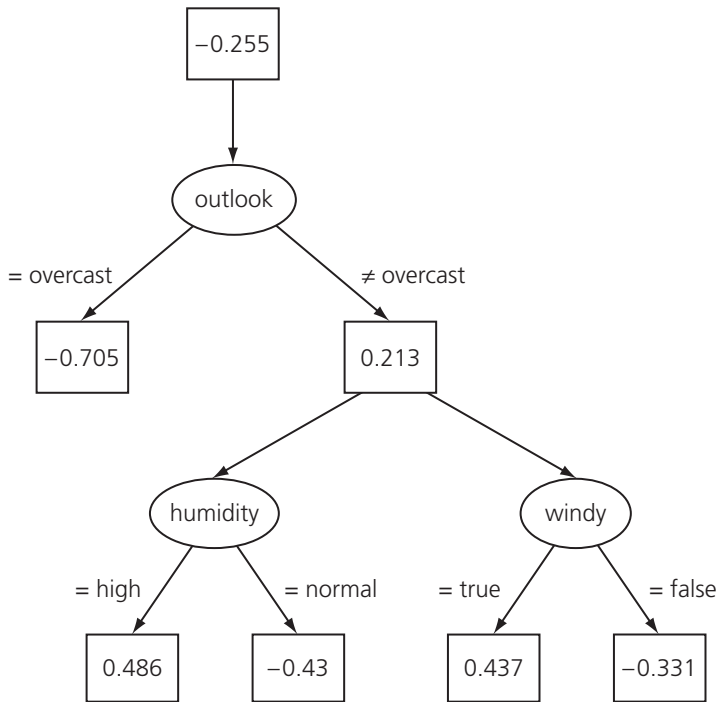 −0.255
outlook
= overcast
≠ overcast
−0.705
0.213
humidity
windy
= high
= normal
= true
= false
0.486
−0.43
0.437
−0.331